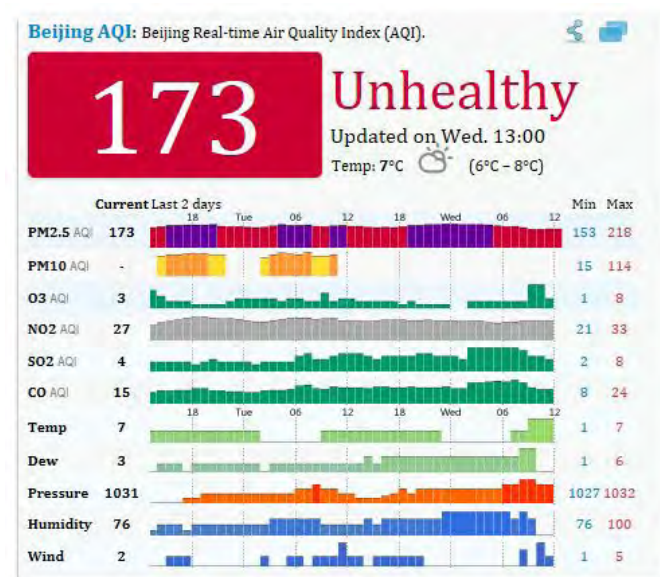 Beijing AQI: Beijing Real-time Air Quality Index (AQI).
173
Unhealthy
Updated on Wed. 13:00
Temp: 7°C (6°C – 8°C)
Current Last 2 days Min Max
18 Tue 06 12 18 Wed 06 12
PM2.5 AQI 173 153 218
PM10 AQI - 15 114
O3 AQI 3 1 8
NO2 AQI 27 21 33
SO2 AQI 4 2 8
CO AQI 15 8 24
18 Tue 06 12 18 Wed 06 12
Temp 7 1 7
Dew 3 1 6
Pressure 1031 1027 1032
Humidity 76 76 100
Wind 2 1 5